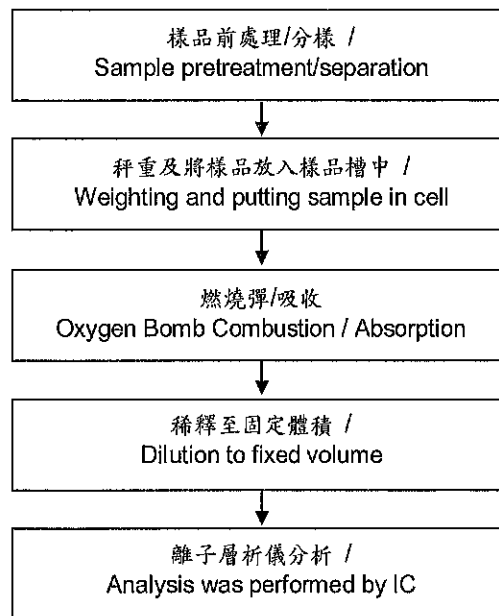 樣品前處理/分樣 /
Sample pretreatment/separation
秤重及將樣品放入樣品槽中 /
Weighting and putting sample in cell
燃燒彈/吸收
Oxygen Bomb Combustion / Absorption
稀釋至固定體積 /
Dilution to fixed volume
離子層析儀分析 /
Analysis was performed by IC